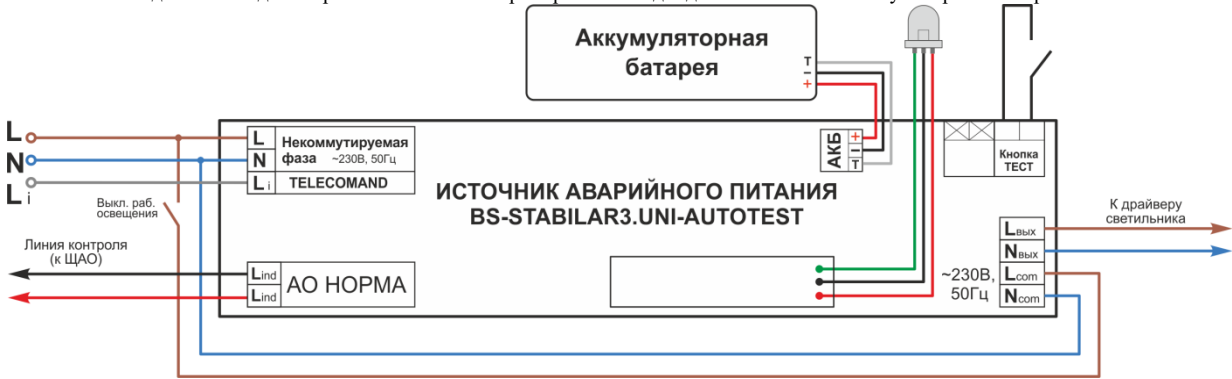 Аккумуляторная
батарея
T
–
+
L
N
L i
L
N
L i
Некоммутируемая
фаза ~230В, 50Гц
TELECOMAND
АКБ
+
–
T
Кнопка
ТЕСТ
ИСТОЧНИК АВАРИЙНОГО ПИТАНИЯ
BS-STABILAR3.UNI-AUTOTEST
Выкл. раб.
освещения
К драйверу
светильника
Линия контроля
(к ЩАО)
Lind
Lind
АО НОРМА
~230В,
50Гц
Lвых
Nвых
Lcom
Ncom